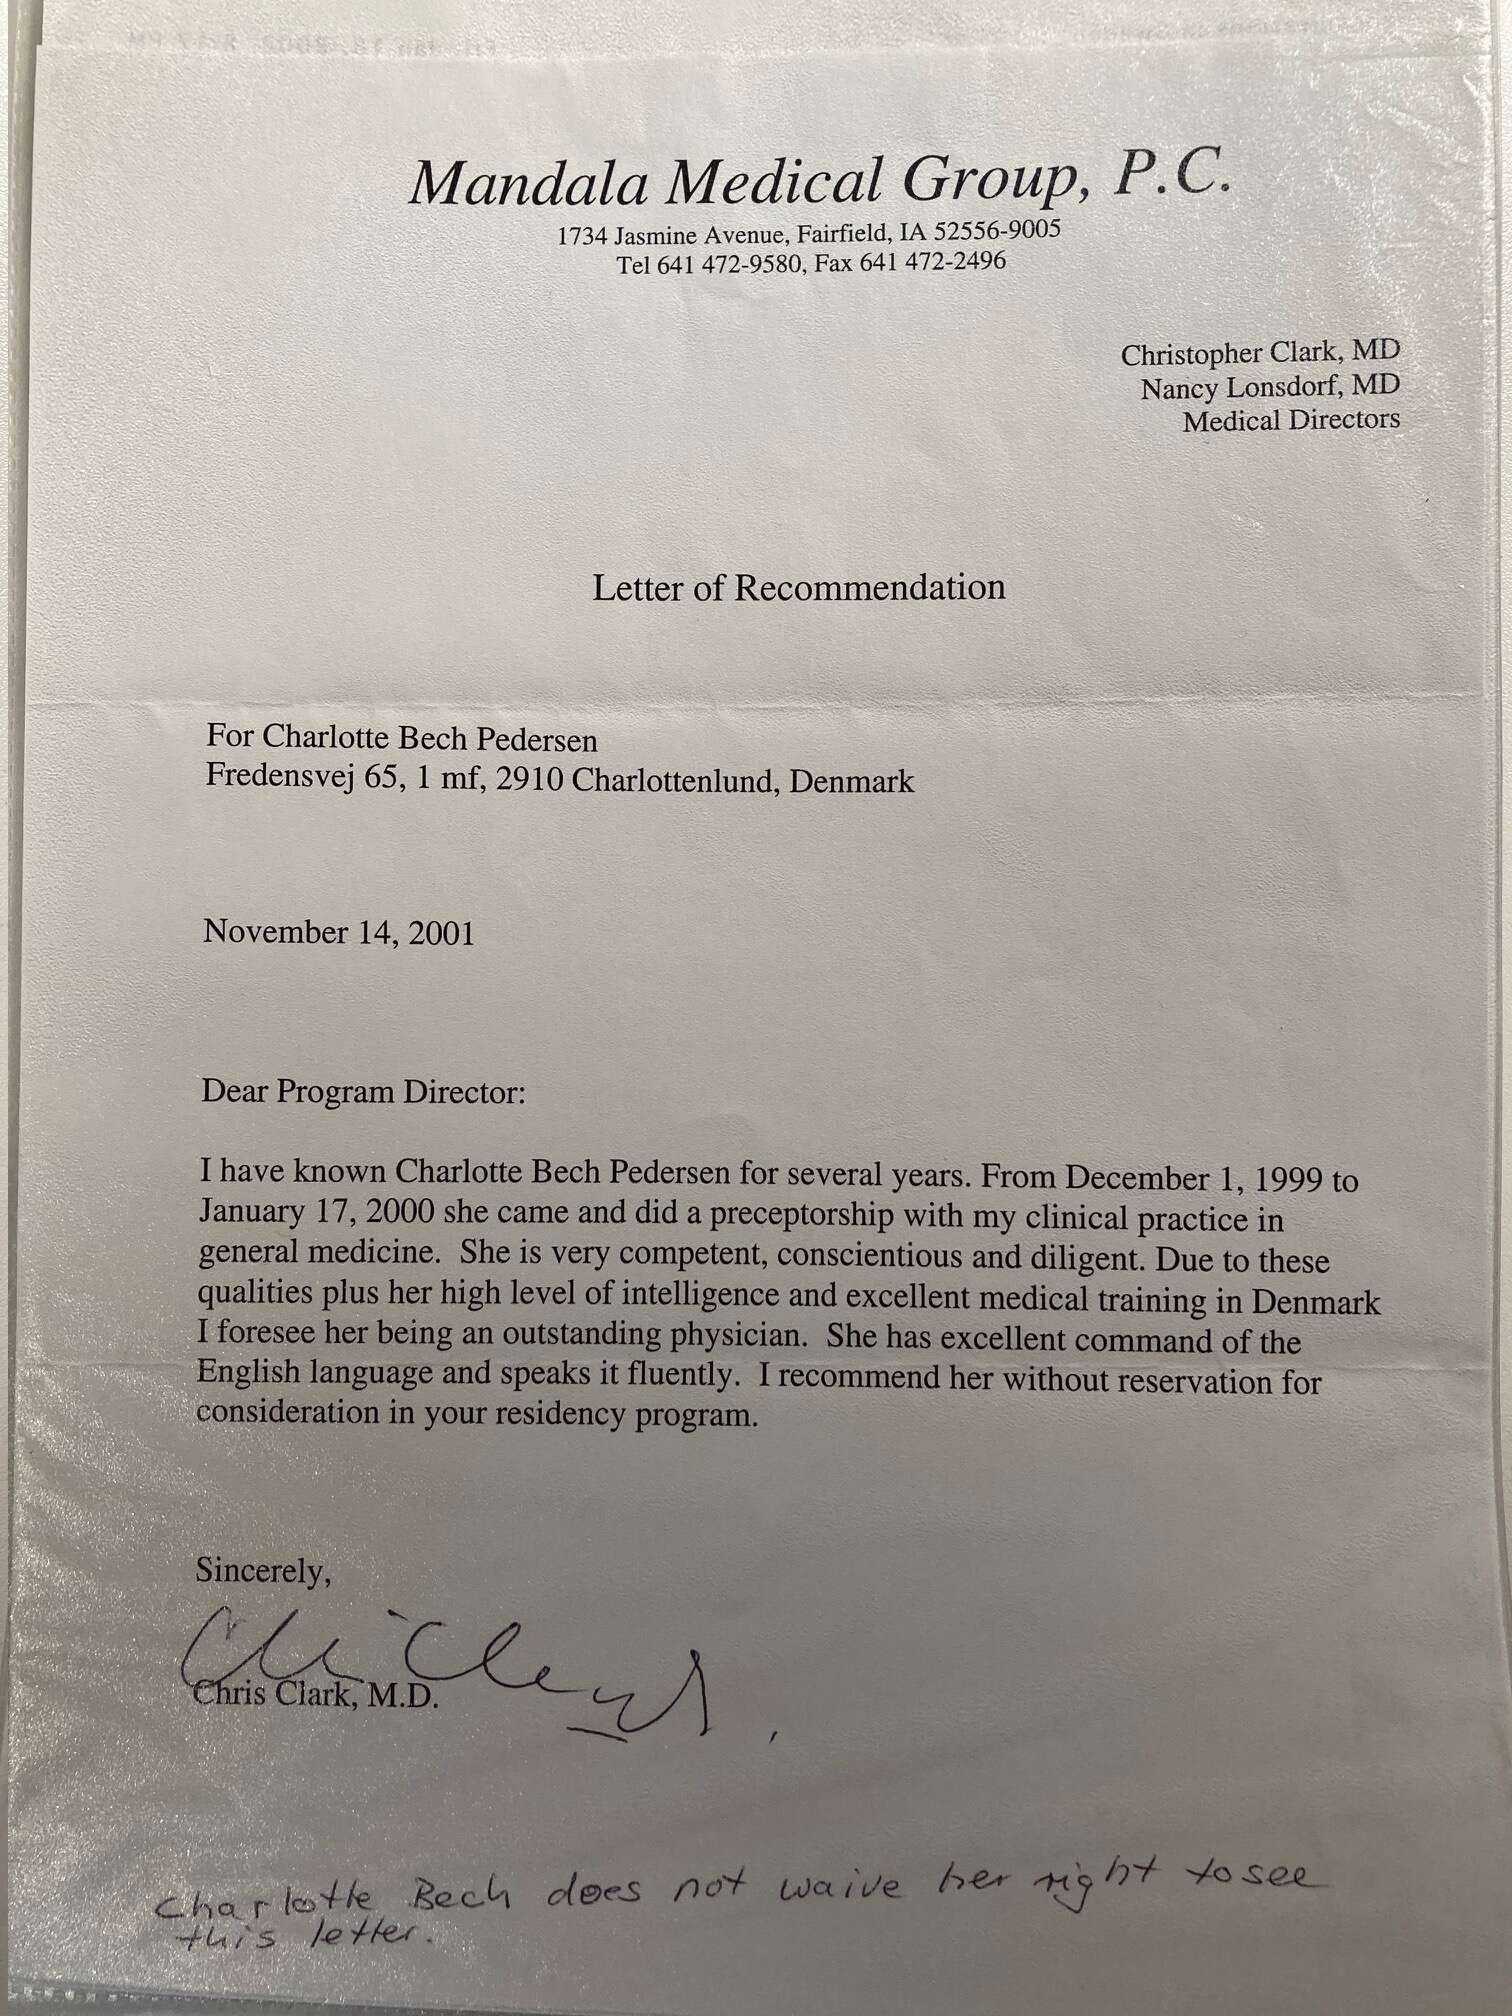 Mandala Medical Group, P.C.
1734 Jasmine Avenue, Fairfield, IA 52556-9005
Tel 641 472-9580, Fax 641 472-2496
Christopher Clark, MD
Nancy Lonsdorf, MD
Medical Directors
Letter of Recommendation
For Charlotte Bech Pedersen
Fredensvej 65, 1 mf, 2910 Charlottenlund, Denmark
November 14, 2001
Dear Program Director:
I have known Charlotte Bech Pedersen for several years. From December 1, 1999 to
January 17, 2000 she came and did a preceptorship with my clinical practice in
general medicine.  She is very competent, conscientious and diligent. Due to these
qualities plus her high level of intelligence and excellent medical training in Denmark
I foresee her being an outstanding physician.  She has excellent command of the
English language and speaks it fluently.  I recommend her without reservation for
consideration in your residency program.
Sincerely,
Chris Clark, M.D.
Charlotte Bech does not waive her right to see
this letter.